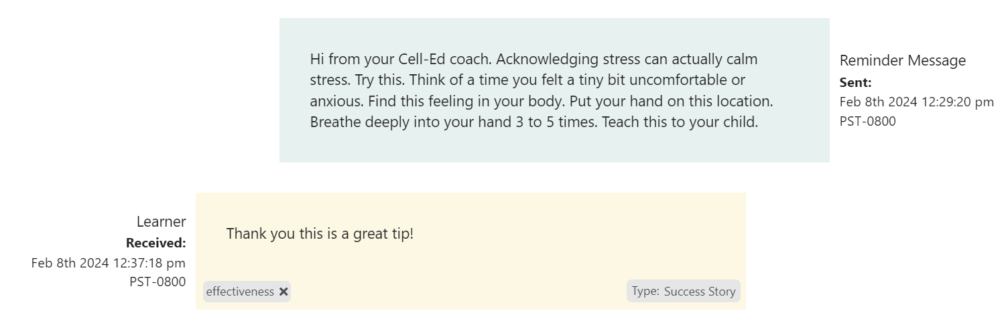 Hi from your Cell-Ed coach. Acknowledging stress can actually calm
stress. Try this. Think of a time you felt a tiny bit uncomfortable or
anxious. Find this feeling in your body. Put your hand on this location.
Breathe deeply into your hand 3 to 5 times. Teach this to your child.
Reminder Message
Sent:
Feb 8th 2024 12:29:20 pm
PST-0800
Learner
Received:
Feb 8th 2024 12:37:18 pm
PST-0800
Thank you this is a great tip!
effectiveness ✕
Type: Success Story